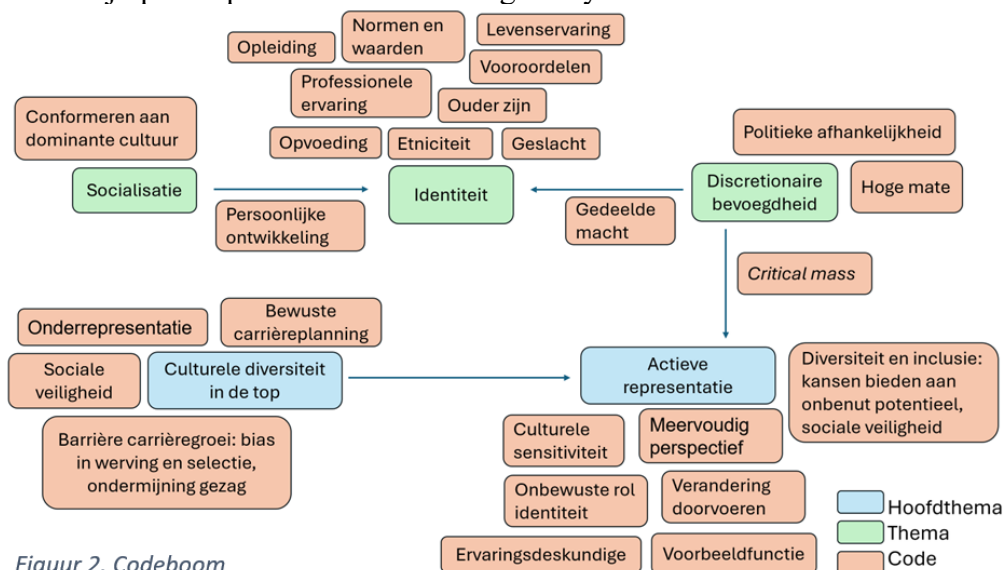 Opleiding
Normen en
waarden
Levenservaring
Vooroordelen
Professionele
ervaring
Ouder zijn
Opvoeding
Etniciteit
Geslacht
Conformeren aan
dominante cultuur
Socialisatie
Identiteit
Persoonlijke
ontwikkeling
Politieke afhankelijkheid
Discretionaire
bevoegdheid
Hoge mate
Gedeelde
macht
Critical mass
Onderrepresentatie
Bewuste
carrièreplanning
Sociale
veiligheid
Culturele diversiteit
in de top
Barrière carrièregroei: bias
in werving en selectie,
ondermijning gezag
Actieve
representatie
Diversiteit en inclusie:
kansen bieden aan
onbenut potentieel,
sociale veiligheid
Culturele
sensitiviteit
Meervoudig
perspectief
Onbewuste rol
identiteit
Verandering
doorvoeren
Ervaringsdeskundige
Voorbeeldfunctie
Hoofdthema
Thema
Code
Figuur 2. Codeboom